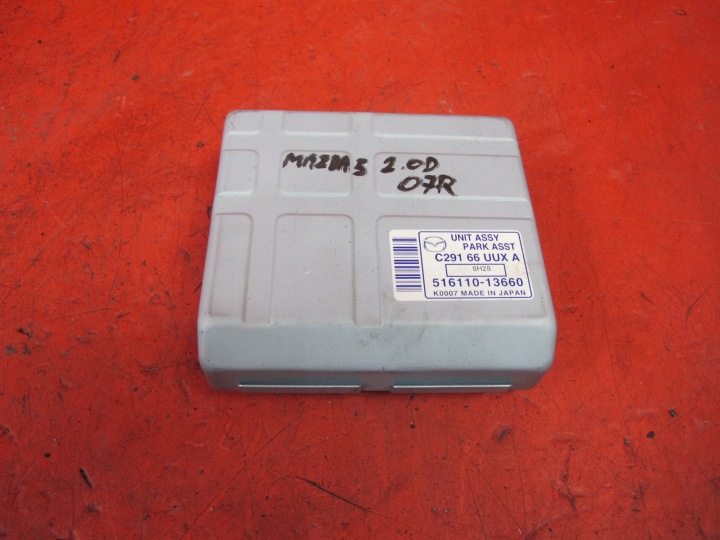 MAZDA 5 2.0D
07R
UNIT ASSY
PARK ASST
C291 66 UUX A
8H28
516110-13660
K0007 MADE IN JAPAN